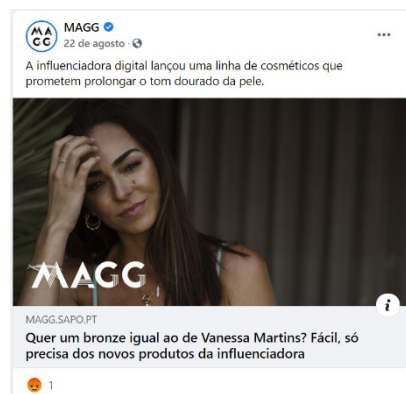 MA
GG
MAGG
22 de agosto ·
A influenciadora digital lançou uma linha de cosméticos que
prometem prolongar o tom dourado da pele.
MAGG
i
MAGG.SAPO.PT
Quer um bronze igual ao de Vanessa Martins? Fácil, só
precisa dos novos produtos da influenciadora
1